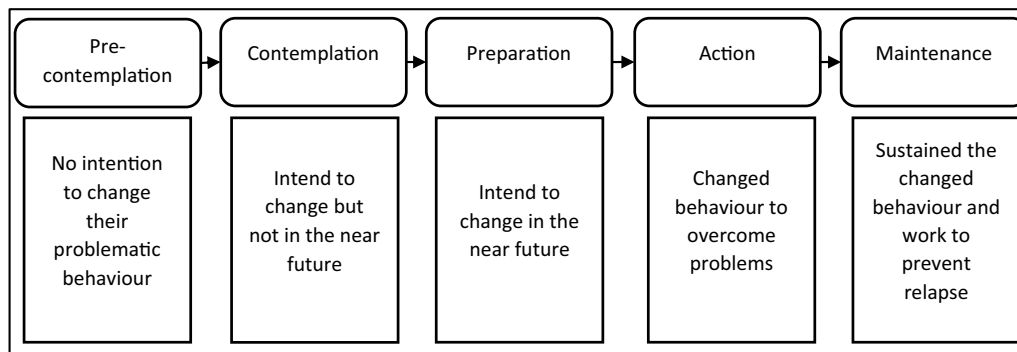 Pre-
contemplation
Contemplation
Preparation
Action
Maintenance
No intention
to change
their
problematic
behaviour
Intend to
change but
not in the near
future
Intend to
change in the
near future
Changed
behaviour to
overcome
problems
Sustained the
changed
behaviour and
work to
prevent
relapse